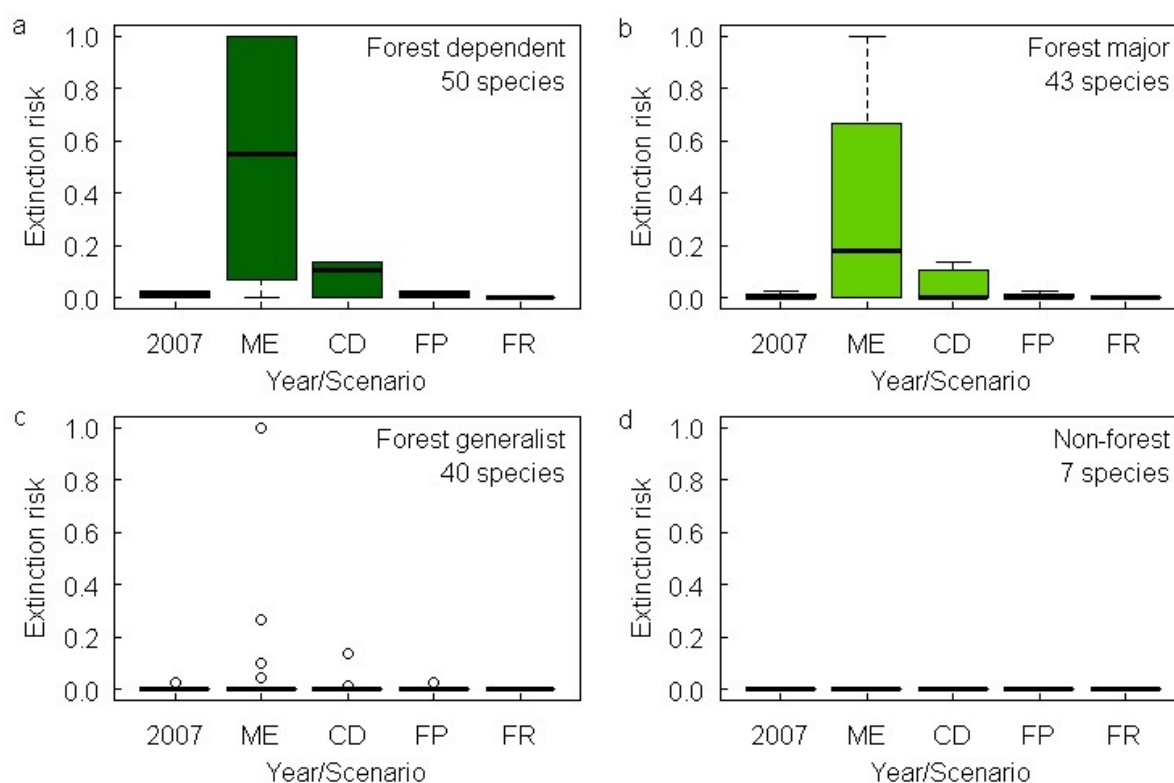 a
Forest dependent
50 species
Extinction risk
1.0
0.8
0.6
0.4
0.2
0.0
2007 ME CD FP FR
Year/Scenario
b
Forest major
43 species
Extinction risk
1.0
0.8
0.6
0.4
0.2
0.0
2007 ME CD FP FR
Year/Scenario
c
Forest generalist
40 species
Extinction risk
1.0
0.8
0.6
0.4
0.2
0.0
2007 ME CD FP FR
Year/Scenario
d
Non-forest
7 species
Extinction risk
1.0
0.8
0.6
0.4
0.2
0.0
2007 ME CD FP FR
Year/Scenario